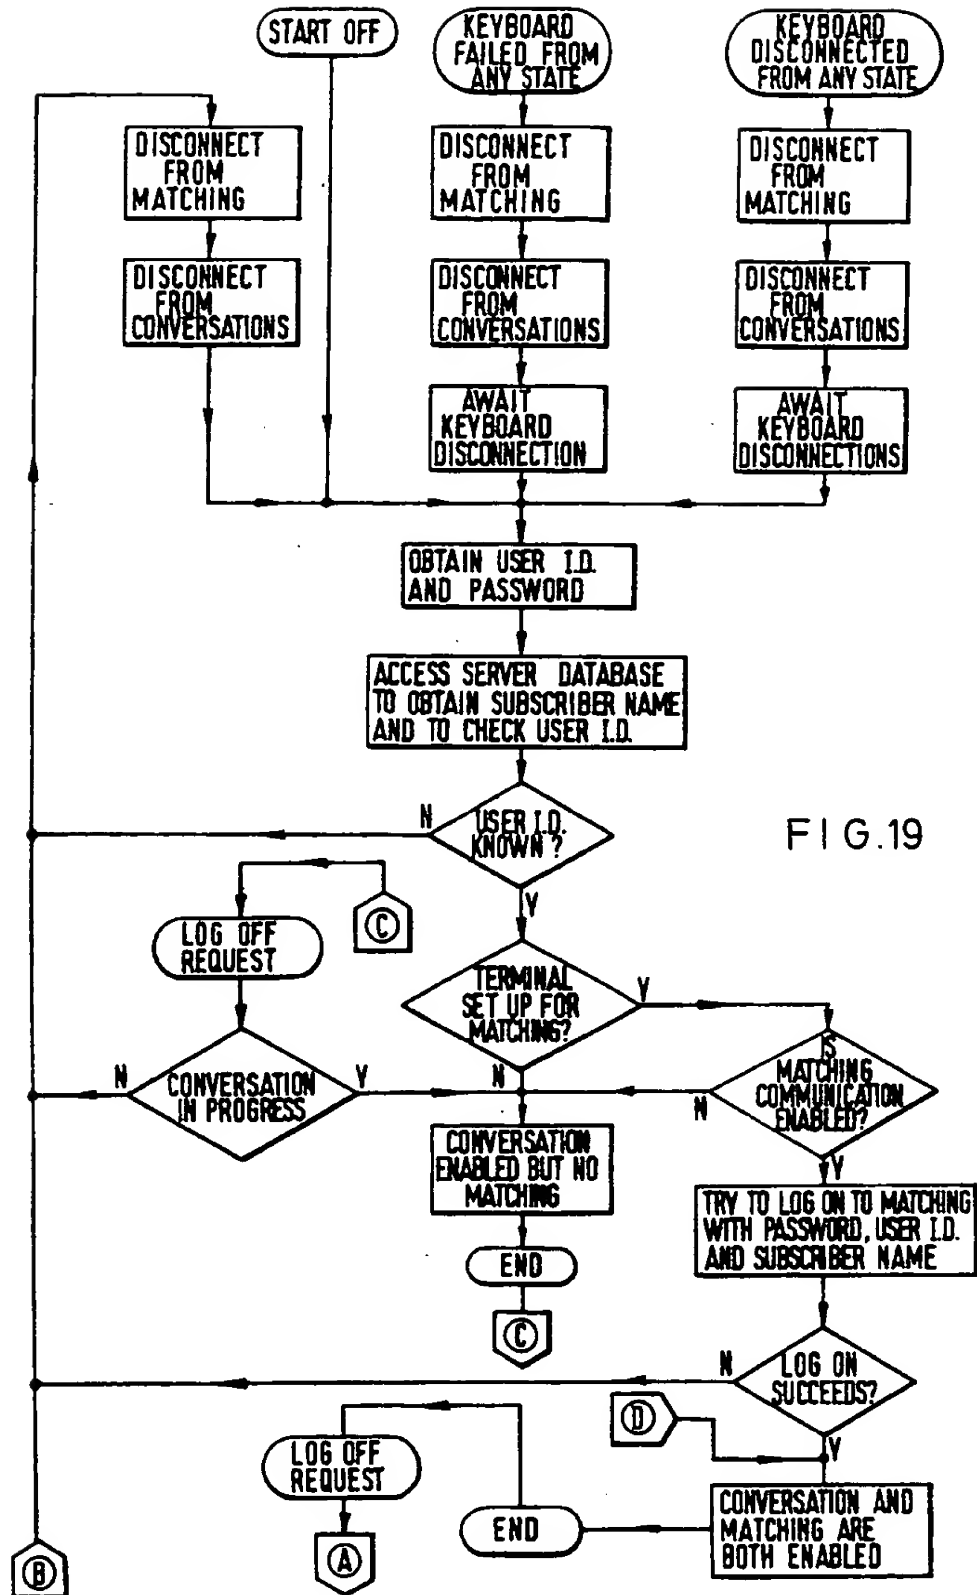 START OFF
KEYBOARD
FAILED FROM
ANY STATE
KEYBOARD
DISCONNECTED
FROM ANY STATE
DISCONNECT
FROM
MATCHING
DISCONNECT
FROM
MATCHING
DISCONNECT
FROM
MATCHING
DISCONNECT
FROM
CONVERSATIONS
DISCONNECT
FROM
CONVERSATIONS
DISCONNECT
FROM
CONVERSATIONS
AWAIT
KEYBOARD
DISCONNECTION
AWAIT
KEYBOARD
DISCONNECTIONS
OBTAIN USER I.D.
AND PASSWORD
ACCESS SERVER DATABASE
TO OBTAIN SUBSCRIBER NAME
AND TO CHECK USER I.D.
N
USER I.D.
KNOWN?
Y
FIG.19
C
LOG OFF
REQUEST
TERMINAL
SET UP FOR
MATCHING?
Y
N
N
CONVERSATION
IN PROGRESS
Y
IS
MATCHING
COMMUNICATION
ENABLED?
N
Y
CONVERSATION
ENABLED BUT NO
MATCHING
TRY TO LOG ON TO MATCHING
WITH PASSWORD, USER I.D.
AND SUBSCRIBER NAME
END
C
N
LOG ON
SUCCEEDS?
Y
D
LOG OFF
REQUEST
END
CONVERSATION AND
MATCHING ARE
BOTH ENABLED
B
A